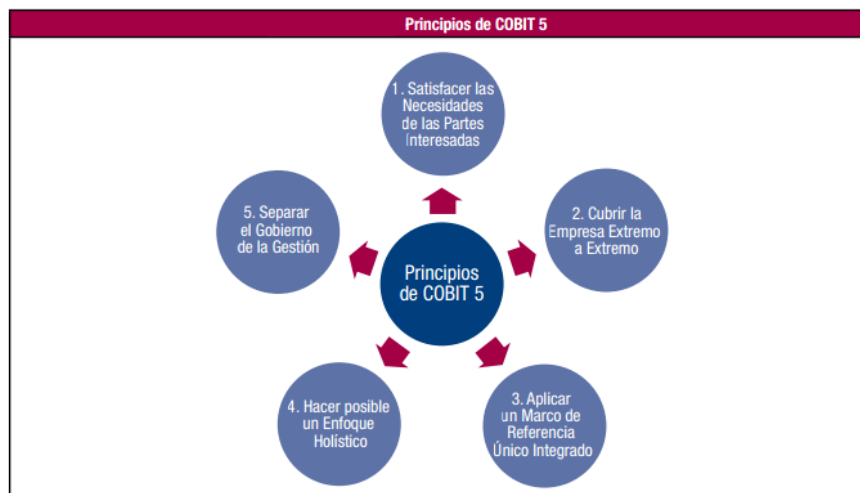 Principios de COBIT 5
1. Satisfacer las
Necesidades
de las Partes
Interesadas
5. Separar
el Gobierno
de la Gestión
2. Cubrir la
Empresa Extremo
a Extremo
Principios
de COBIT 5
4. Hacer posible
un Enfoque
Holístico
3. Aplicar
un Marco de
Referencia
Único Integrado